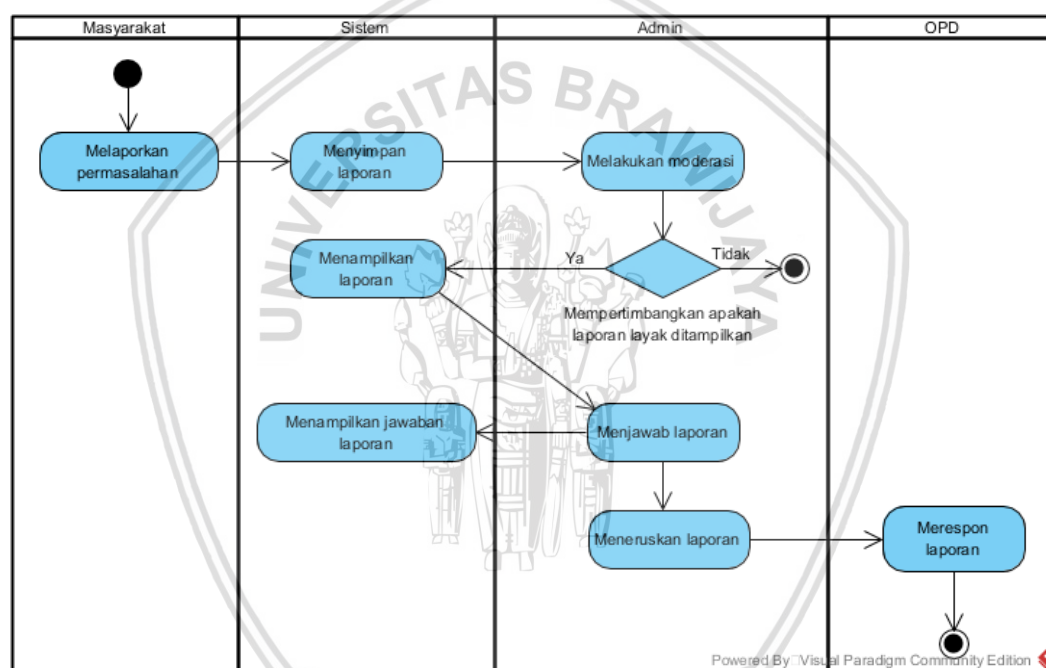 Masyarakat
Sistem
Admin
OPD
UNIVERSITAS BRAWIJAYA
Melaporkan
permasalahan
Menyimpan
laporan
Melakukan moderasi
Menampilkan
laporan
Ya
Tidak
Mempertimbangkan apakah
laporan layak ditampilkan
Menampilkan jawaban
laporan
Menjawab laporan
Meneruskan laporan
Merespon
laporan
Powered By Visual Paradigm Community Edition